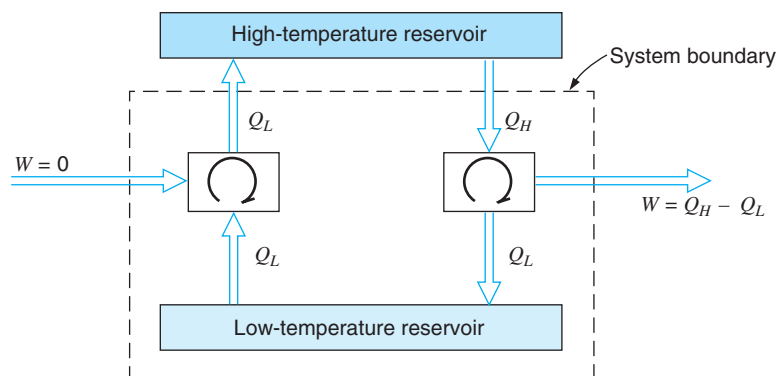 High-temperature reservoir
System boundary
Q_L
Q_H
W = 0
W = Q_H – Q_L
Q_L
Q_L
Low-temperature reservoir